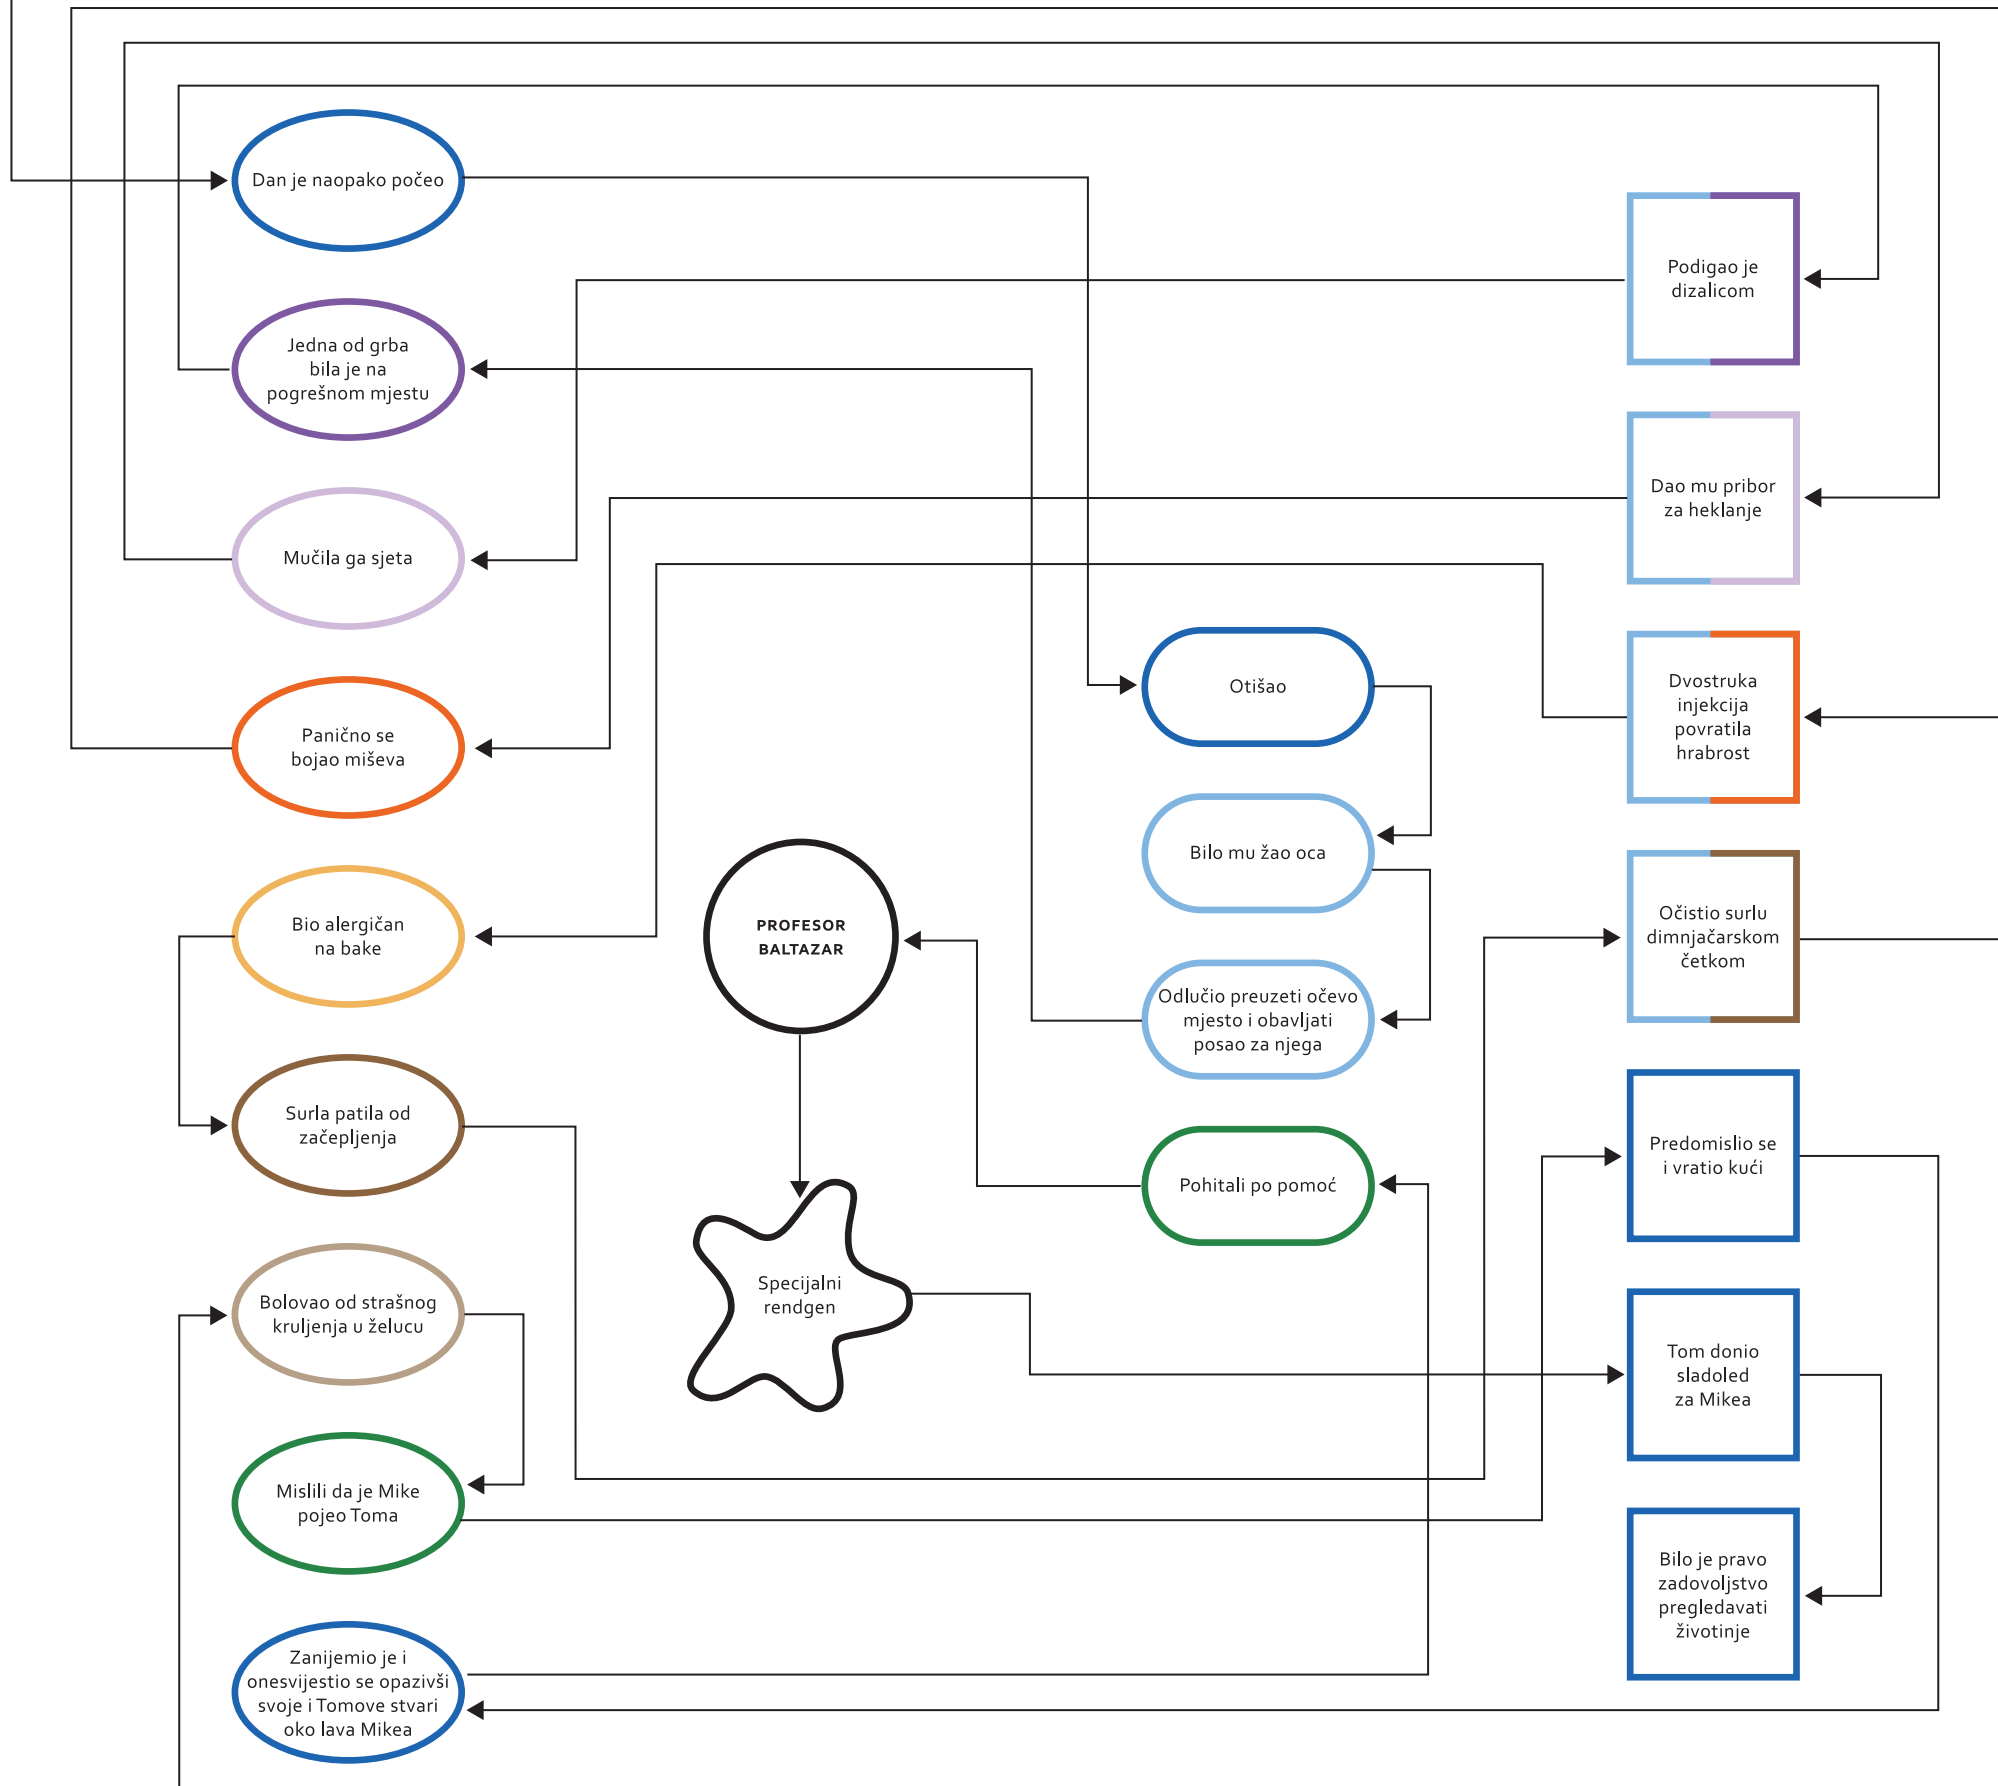 Dan je naopako počeo
Jedna od grba
bila je na
pogrešnom mjestu
Mučila ga sjeta
Panično se
bojao miševa
Bio alergičan
na bake
Surla patila od
začepljenja
Bolovao od strašnog
kruljenja u želucu
Mislili da je Mike
pojeo Toma
Zanijemio je i
onesvijestio se opazivši
svoje i Tomove stvari
oko lava Mikea
PROFESOR
BALTAZAR
Specijalni
rendgen
Otišao
Bilo mu žao oca
Odlučio preuzeti očevo
mjesto i obavljati
posao za njega
Pohitali po pomoć
Podigao je
dizalicom
Dao mu pribor
za heklanje
Dvostruka
injekcija
povratila
hrabrost
Očistio surlu
dimnjačarskom
četkom
Predomislio se
i vratio kući
Tom donio
sladoled
za Mikea
Bilo je pravo
zadovoljstvo
pregledavati
životinje